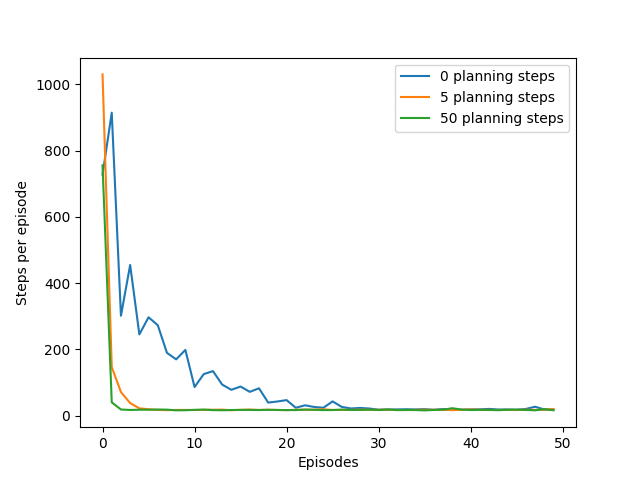 0 planning steps
5 planning steps
50 planning steps
1000
800
600
400
200
0
Steps per episode
0 10 20 30 40 50
Episodes